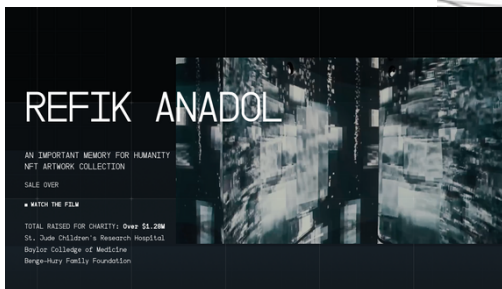 REFIK ANADOL
AN IMPORTANT MEMORY FOR HUMANITY
NFT ARTWORK COLLECTION
SALE OVER
WATCH THE FILM
TOTAL RAISED FOR CHARITY: Over $1.28M
St. Jude Children's Research Hospital
Baylor Colledge of Medicine
Benge-Hury Family Foundation